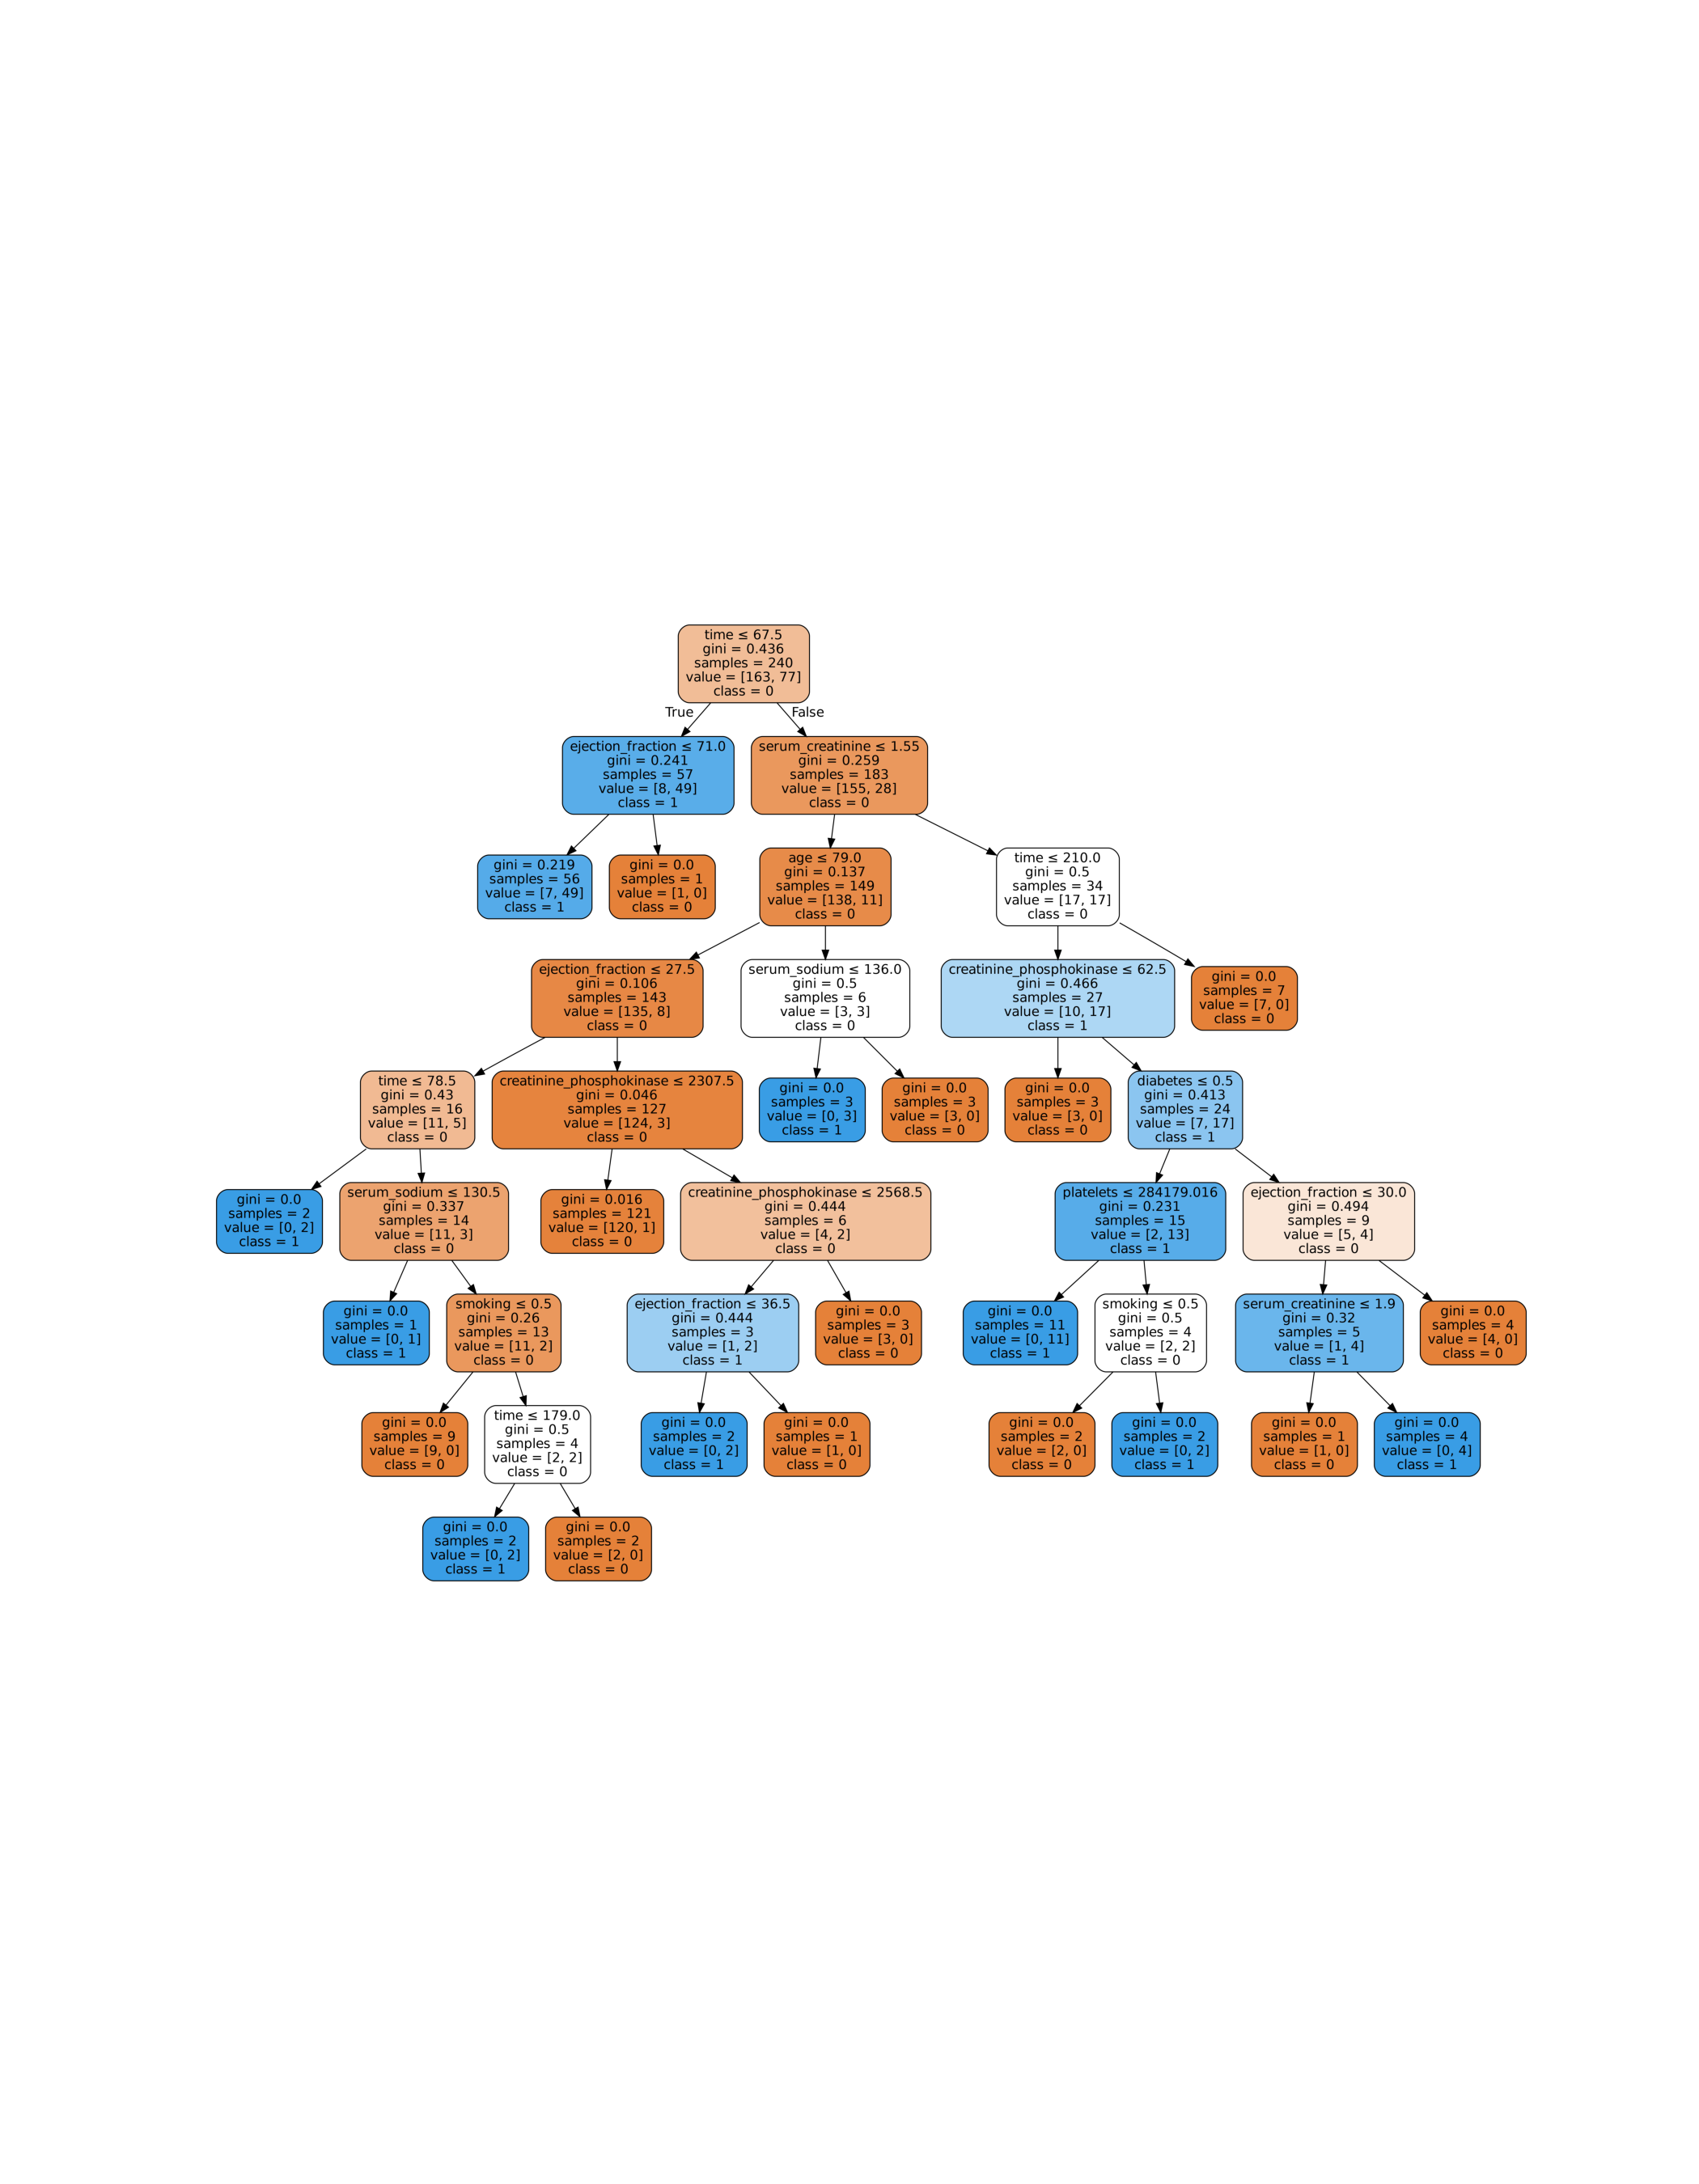 time ≤ 67.5
gini = 0.436
samples = 240
value = [163, 77]
class = 0
True
False
ejection_fraction ≤ 71.0
gini = 0.241
samples = 57
value = [8, 49]
class = 1
serum_creatinine ≤ 1.55
gini = 0.259
samples = 183
value = [155, 28]
class = 0
gini = 0.219
samples = 56
value = [7, 49]
class = 1
gini = 0.0
samples = 1
value = [1, 0]
class = 0
age ≤ 79.0
gini = 0.137
samples = 149
value = [138, 11]
class = 0
time ≤ 210.0
gini = 0.5
samples = 34
value = [17, 17]
class = 0
ejection_fraction ≤ 27.5
gini = 0.106
samples = 143
value = [135, 8]
class = 0
serum_sodium ≤ 136.0
gini = 0.5
samples = 6
value = [3, 3]
class = 0
creatinine_phosphokinase ≤ 62.5
gini = 0.466
samples = 27
value = [10, 17]
class = 1
gini = 0.0
samples = 7
value = [7, 0]
class = 0
time ≤ 78.5
gini = 0.43
samples = 16
value = [11, 5]
class = 0
creatinine_phosphokinase ≤ 2307.5
gini = 0.046
samples = 127
value = [124, 3]
class = 0
gini = 0.0
samples = 3
value = [0, 3]
class = 1
gini = 0.0
samples = 3
value = [3, 0]
class = 0
gini = 0.0
samples = 3
value = [3, 0]
class = 0
diabetes ≤ 0.5
gini = 0.413
samples = 24
value = [7, 17]
class = 1
gini = 0.0
samples = 2
value = [0, 2]
class = 1
serum_sodium ≤ 130.5
gini = 0.337
samples = 14
value = [11, 3]
class = 0
gini = 0.016
samples = 121
value = [120, 1]
class = 0
creatinine_phosphokinase ≤ 2568.5
gini = 0.444
samples = 6
value = [4, 2]
class = 0
platelets ≤ 284179.016
gini = 0.231
samples = 15
value = [2, 13]
class = 1
ejection_fraction ≤ 30.0
gini = 0.494
samples = 9
value = [5, 4]
class = 0
gini = 0.0
samples = 1
value = [0, 1]
class = 1
smoking ≤ 0.5
gini = 0.26
samples = 13
value = [11, 2]
class = 0
ejection_fraction ≤ 36.5
gini = 0.444
samples = 3
value = [1, 2]
class = 1
gini = 0.0
samples = 3
value = [3, 0]
class = 0
gini = 0.0
samples = 11
value = [0, 11]
class = 1
smoking ≤ 0.5
gini = 0.5
samples = 4
value = [2, 2]
class = 0
serum_creatinine ≤ 1.9
gini = 0.32
samples = 5
value = [1, 4]
class = 1
gini = 0.0
samples = 4
value = [4, 0]
class = 0
gini = 0.0
samples = 9
value = [9, 0]
class = 0
time ≤ 179.0
gini = 0.5
samples = 4
value = [2, 2]
class = 0
gini = 0.0
samples = 2
value = [0, 2]
class = 1
gini = 0.0
samples = 1
value = [1, 0]
class = 0
gini = 0.0
samples = 2
value = [2, 0]
class = 0
gini = 0.0
samples = 2
value = [0, 2]
class = 1
gini = 0.0
samples = 1
value = [1, 0]
class = 0
gini = 0.0
samples = 4
value = [0, 4]
class = 1
gini = 0.0
samples = 2
value = [0, 2]
class = 1
gini = 0.0
samples = 2
value = [2, 0]
class = 0